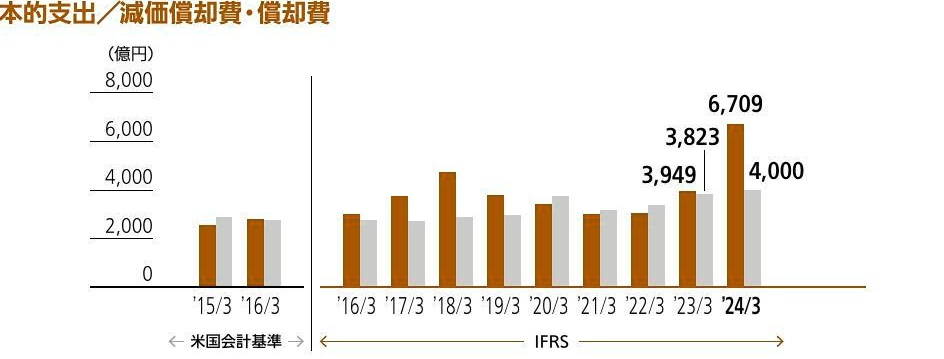 本的支出／減価償却費・償却費
（億円）
8,000
6,000
4,000
2,000
0
6,709
3,823
3,949
4,000
'15/3 '16/3 '16/3 '17/3 '18/3 '19/3 '20/3 '21/3 '22/3 '23/3 '24/3
米国会計基準 IFRS